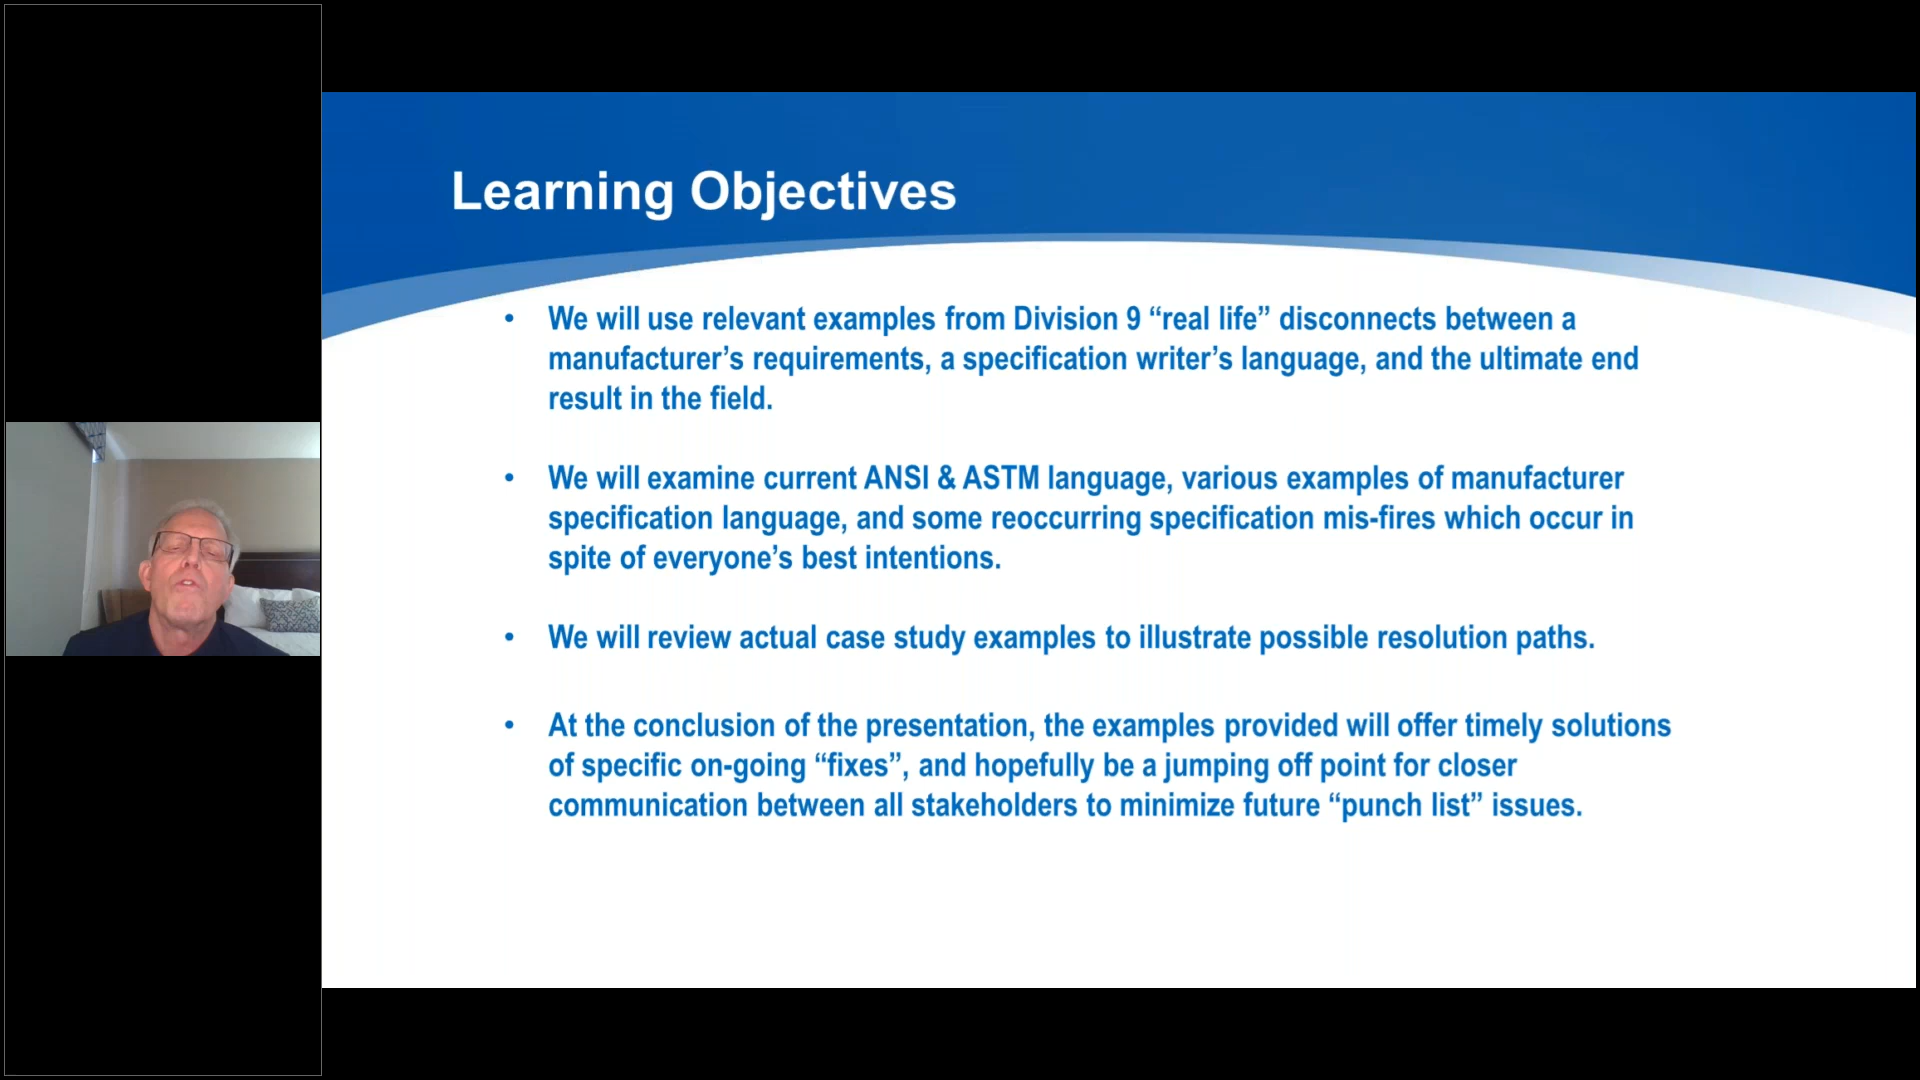 Learning Objectives
• We will use relevant examples from Division 9 “real life” disconnects between a
manufacturer’s requirements, a specification writer’s language, and the ultimate end
result in the field.
• We will examine current ANSI & ASTM language, various examples of manufacturer
specification language, and some reoccurring specification mis-fires which occur in
spite of everyone’s best intentions.
• We will review actual case study examples to illustrate possible resolution paths.
• At the conclusion of the presentation, the examples provided will offer timely solutions
of specific on-going “fixes”, and hopefully be a jumping off point for closer
communication between all stakeholders to minimize future “punch list” issues.